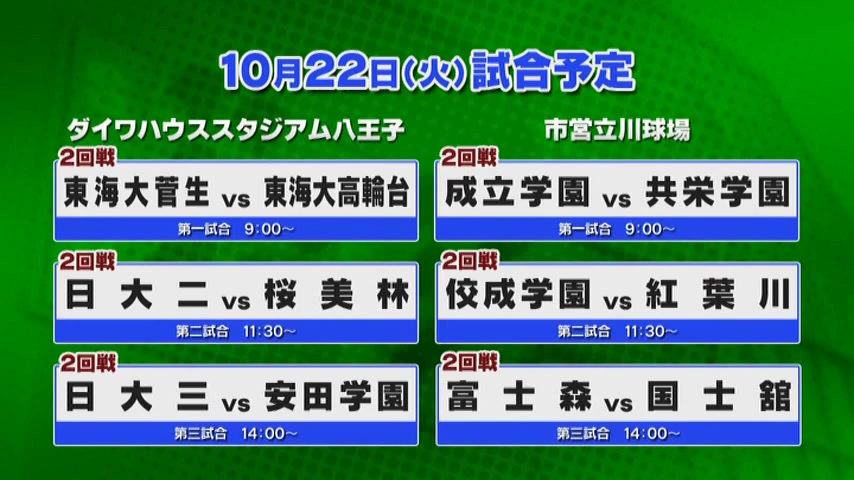 10月22日(火)試合予定
ダイワハウススタジアム八王子
2回戦
東海大菅生 vs 東海大高輪台
第一試合 9:00～
2回戦
日大二 vs 桜美林
第二試合 11:30～
2回戦
日大三 vs 安田学園
第三試合 14:00～
市営立川球場
2回戦
成立学園 vs 共栄学園
第一試合 9:00～
2回戦
佼成学園 vs 紅葉川
第二試合 11:30～
2回戦
富士森 vs 国士舘
第三試合 14:00～